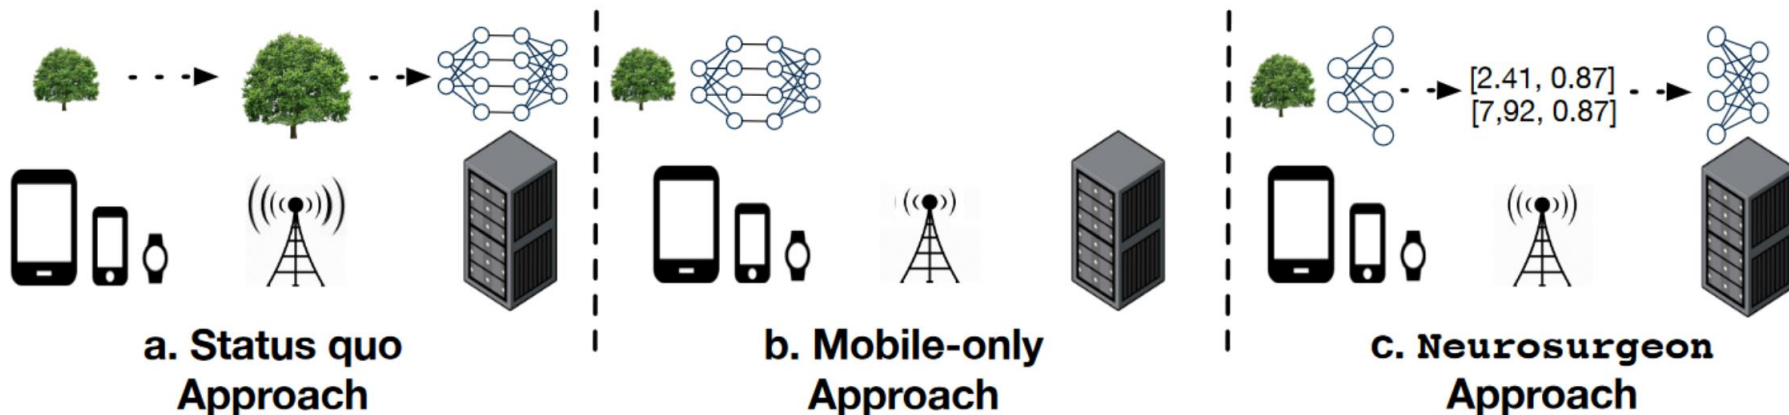 [2.41, 0.87]
[7,92, 0.87]
a. Status quo
Approach
b. Mobile-only
Approach
c. Neurosurgeon
Approach